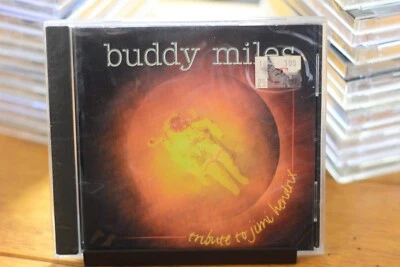 buddy miles
tribute to jimi hendrix